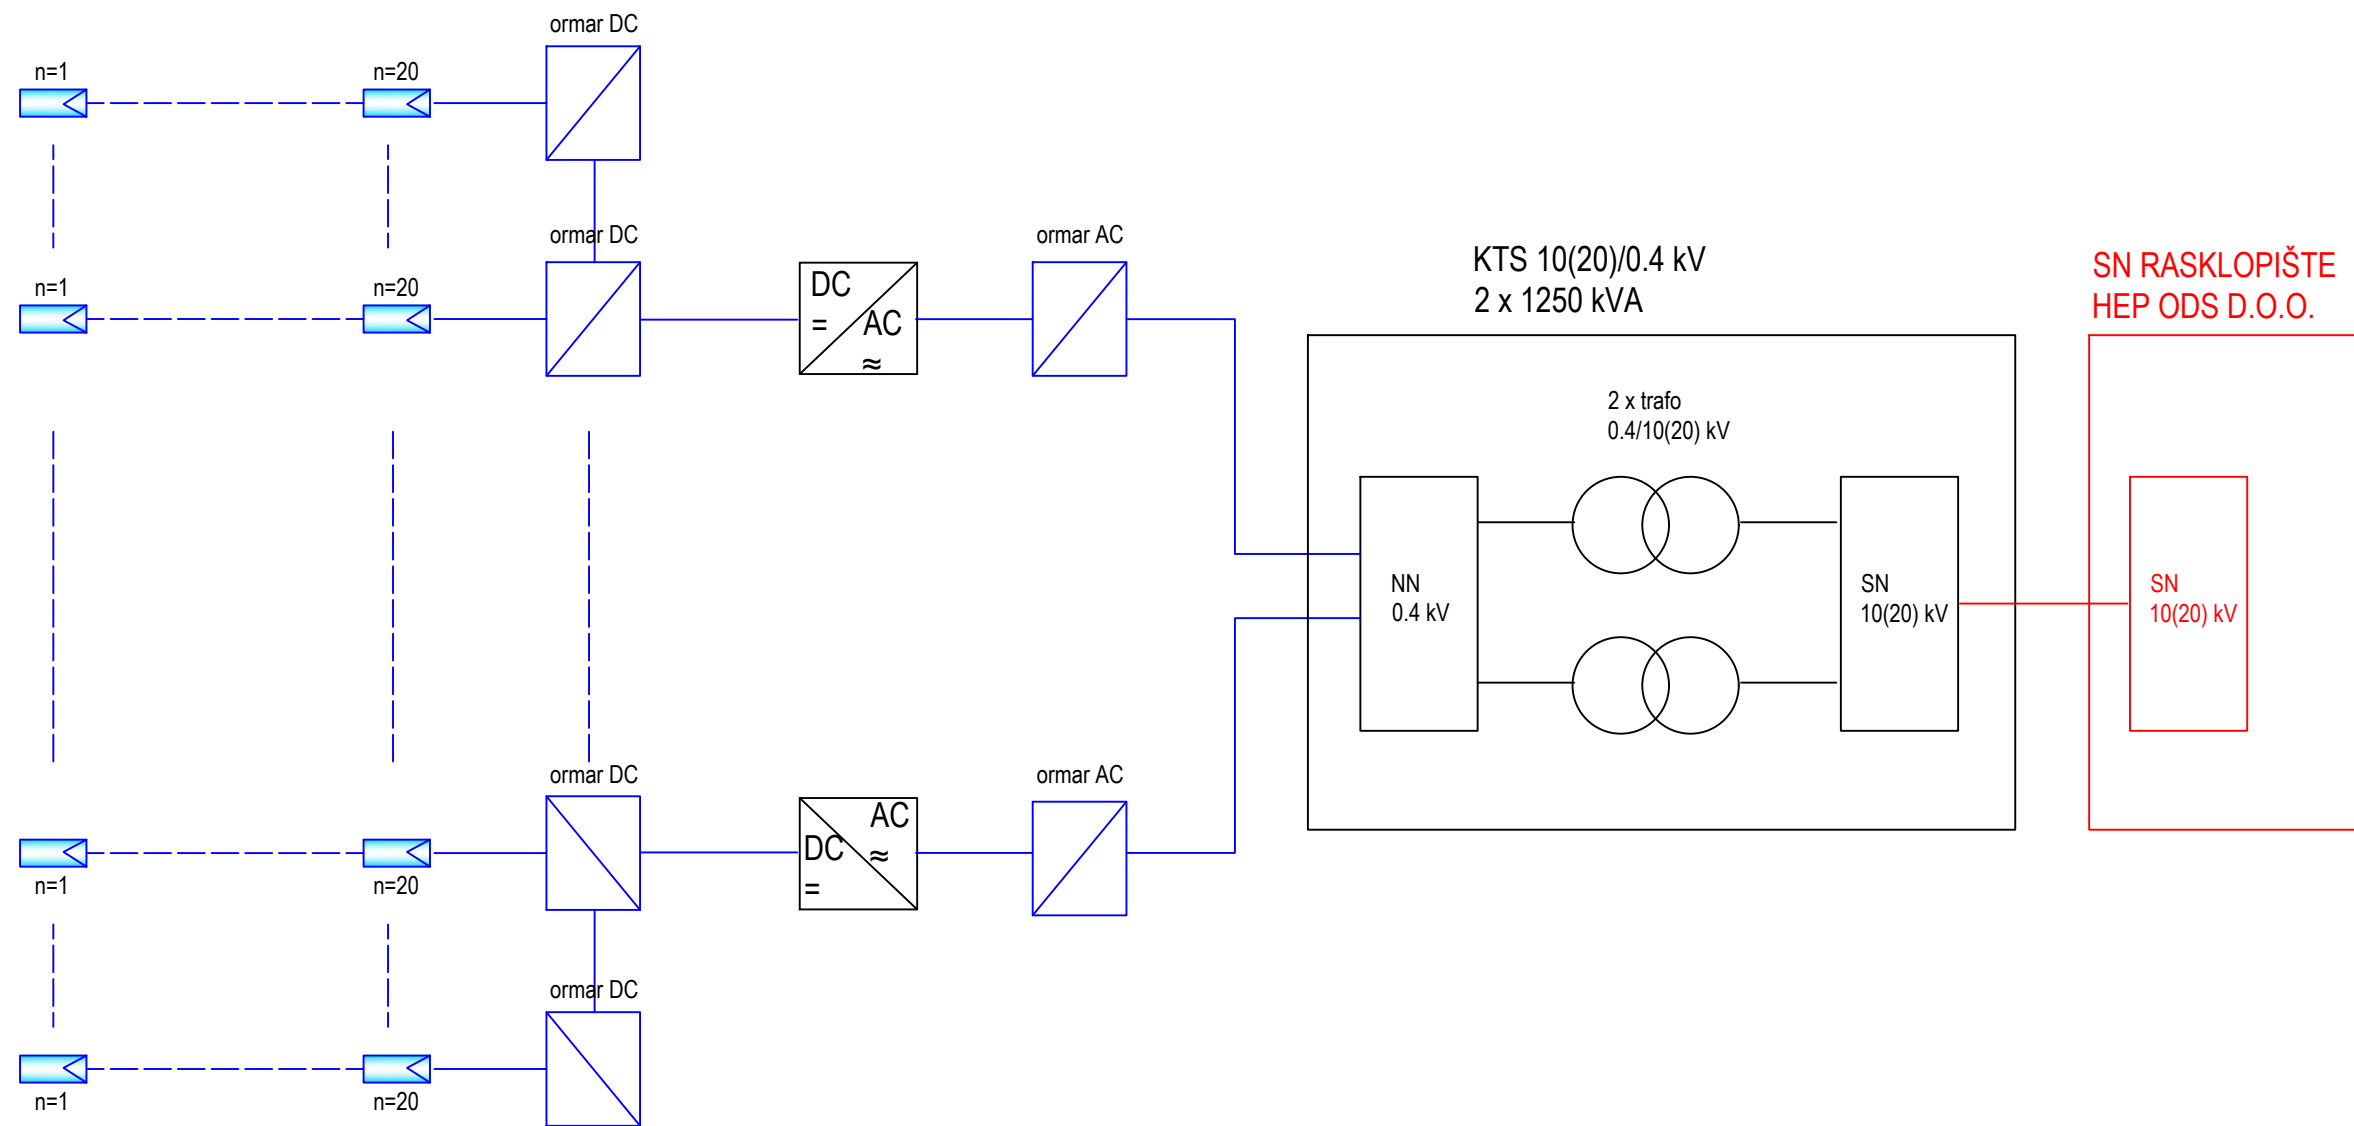 ormar DC
n=1
n=20
ormar DC
n=1
n=20
DC
=
AC
≈
ormar AC
KTS 10(20)/0.4 kV
2 x 1250 kVA
SN RASKLOPIŠTE
HEP ODS D.O.O.
2 x trafo
0.4/10(20) kV
NN
0.4 kV
SN
10(20) kV
SN
10(20) kV
ormar DC
n=1
n=20
AC
≈
DC
=
ormar AC
ormar DC
n=1
n=20